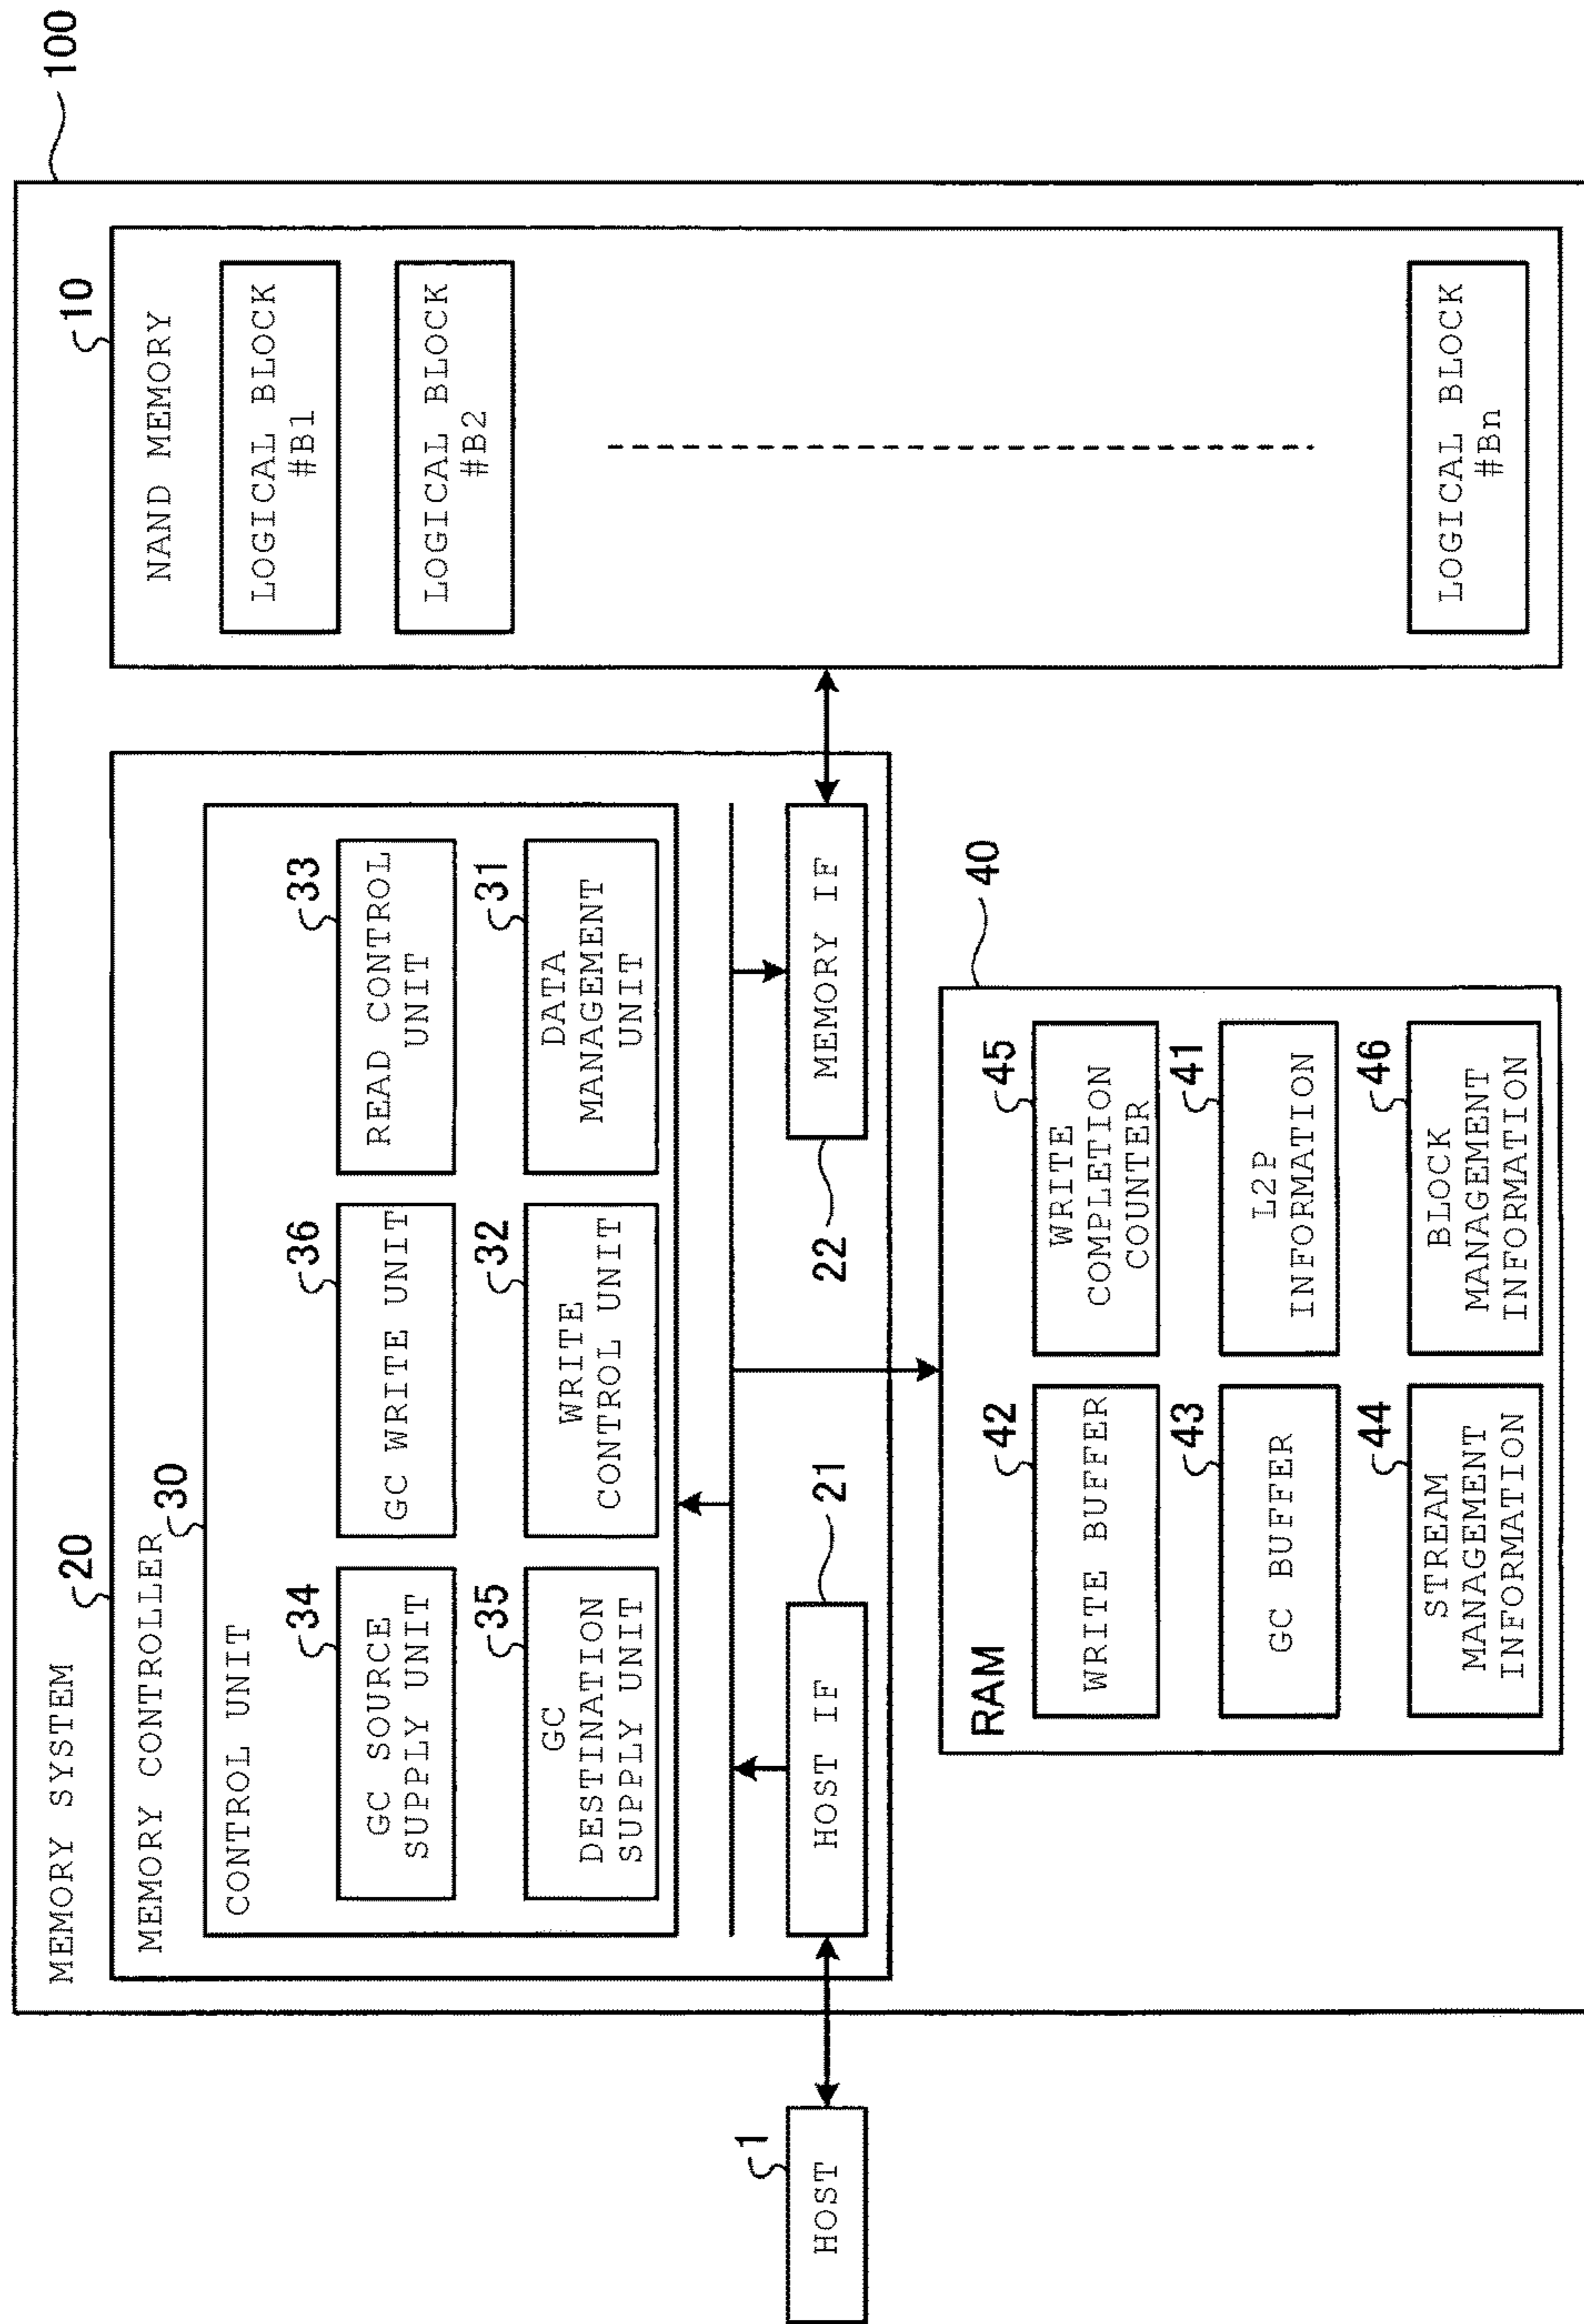 100
MEMORY SYSTEM
20
MEMORY CONTROLLER
30
CONTROL UNIT
34
GC SOURCE
SUPPLY UNIT
36
GC WRITE UNIT
33
READ CONTROL
UNIT
35
GC
DESTINATION
SUPPLY UNIT
32
WRITE
CONTROL UNIT
31
DATA
MANAGEMENT
UNIT
1
HOST
HOST IF
21
MEMORY IF
22
10
NAND MEMORY
LOGICAL BLOCK
#B1
LOGICAL BLOCK
#B2
LOGICAL BLOCK
#Bn
40
RAM
42
WRITE BUFFER
45
WRITE
COMPLETION
COUNTER
43
GC BUFFER
41
L2P
INFORMATION
44
STREAM
MANAGEMENT
INFORMATION
46
BLOCK
MANAGEMENT
INFORMATION